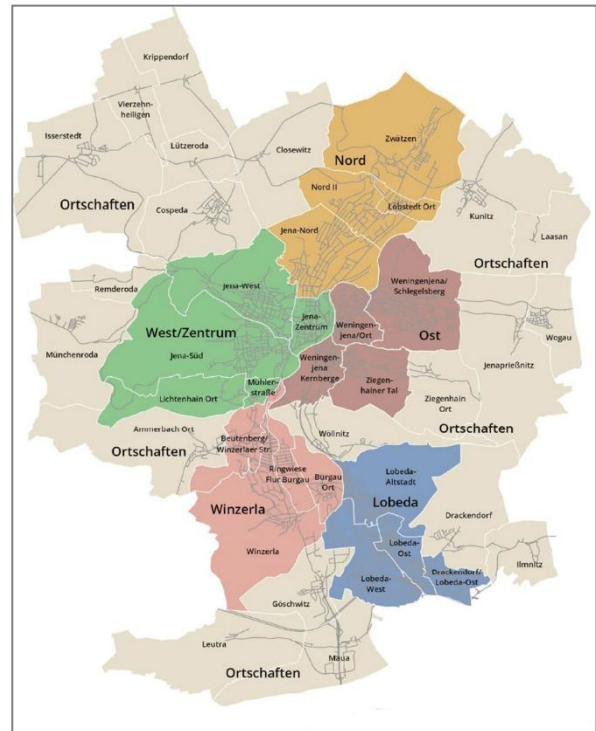 Krippendorf
Vierzehn-
heiligen
Isserstedt
Lützeroda
Closewitz
Zwätzen
Nord
Nord II
Löbstedt Ort
Ortschaften
Cospeda
Kunitz
Laasan
Jena-Nord
Ortschaften
Remderoda
Jena-West
Weningenjena/
Schlegelsberg
Jena-
Zentrum
Weningen-
jena/Ort
West/Zentrum
Ost
Wogau
Münchenroda
Jena-Süd
Weningen-
jena
Kernberge
Jenaprießnitz
Ziegen-
hainer Tal
Mühlen-
straße
Lichtenhain Ort
Ziegenhain
Ort
Ammerbach Ort
Ortschaften
Wöllnitz
Ortschaften
Beutenberg/
Winzerlaer Str.
Ringwiese
Flur Burgau
Burgau
Ort
Lobeda-
Altstadt
Winzerla
Lobeda
Drackendorf
Winzerla
Lobeda-
Ost
Ilmnitz
Lobeda-
West
Drackendorf/
Lobeda-Ost
Göschwitz
Leutra
Maua
Ortschaften